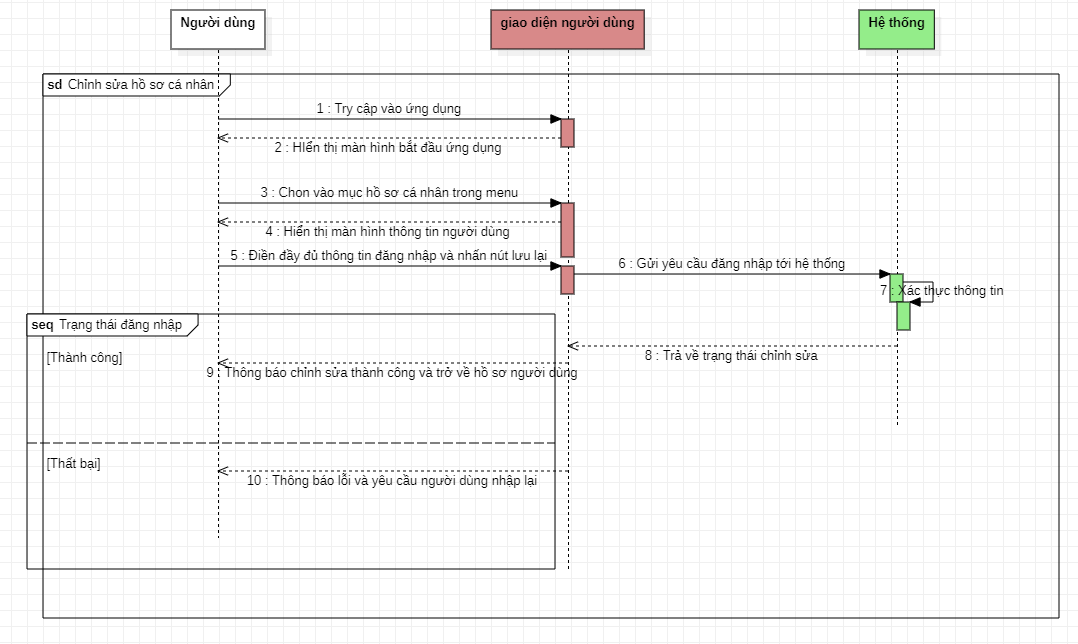 Người dùng
giao diện người dùng
Hệ thống
sd Chỉnh sửa hồ sơ cá nhân
1 : Try cập vào ứng dụng
2 : HIển thị màn hình bắt đầu ứng dụng
3 : Chon vào mục hồ sơ cá nhân trong menu
4 : Hiển thị màn hình thông tin người dùng
5 : Điền đầy đủ thông tin đăng nhập và nhấn nút lưu lại
6 : Gửi yêu cầu đăng nhập tới hệ thống
7 : Xác thực thông tin
seq Trạng thái đăng nhập
8 : Trả về trạng thái chỉnh sửa
[Thành công]
9 : Thông báo chỉnh sửa thành công và trở về hồ sơ người dùng
[Thất bại]
10 : Thông báo lỗi và yêu cầu người dùng nhập lại